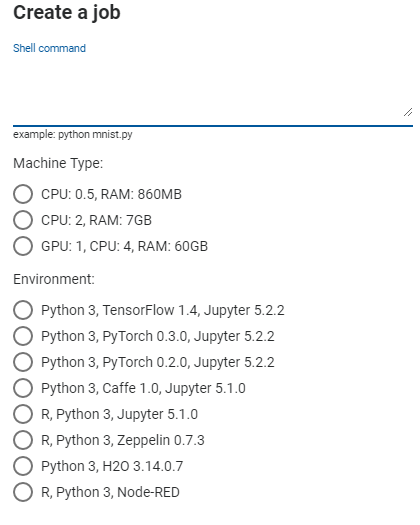 Create a job
Shell command
example: python mnist.py
Machine Type:
CPU: 0.5, RAM: 860MB
CPU: 2, RAM: 7GB
GPU: 1, CPU: 4, RAM: 60GB
Environment:
Python 3, TensorFlow 1.4, Jupyter 5.2.2
Python 3, PyTorch 0.3.0, Jupyter 5.2.2
Python 3, PyTorch 0.2.0, Jupyter 5.2.2
Python 3, Caffe 1.0, Jupyter 5.1.0
R, Python 3, Jupyter 5.1.0
R, Python 3, Zeppelin 0.7.3
Python 3, H2O 3.14.0.7
R, Python 3, Node-RED